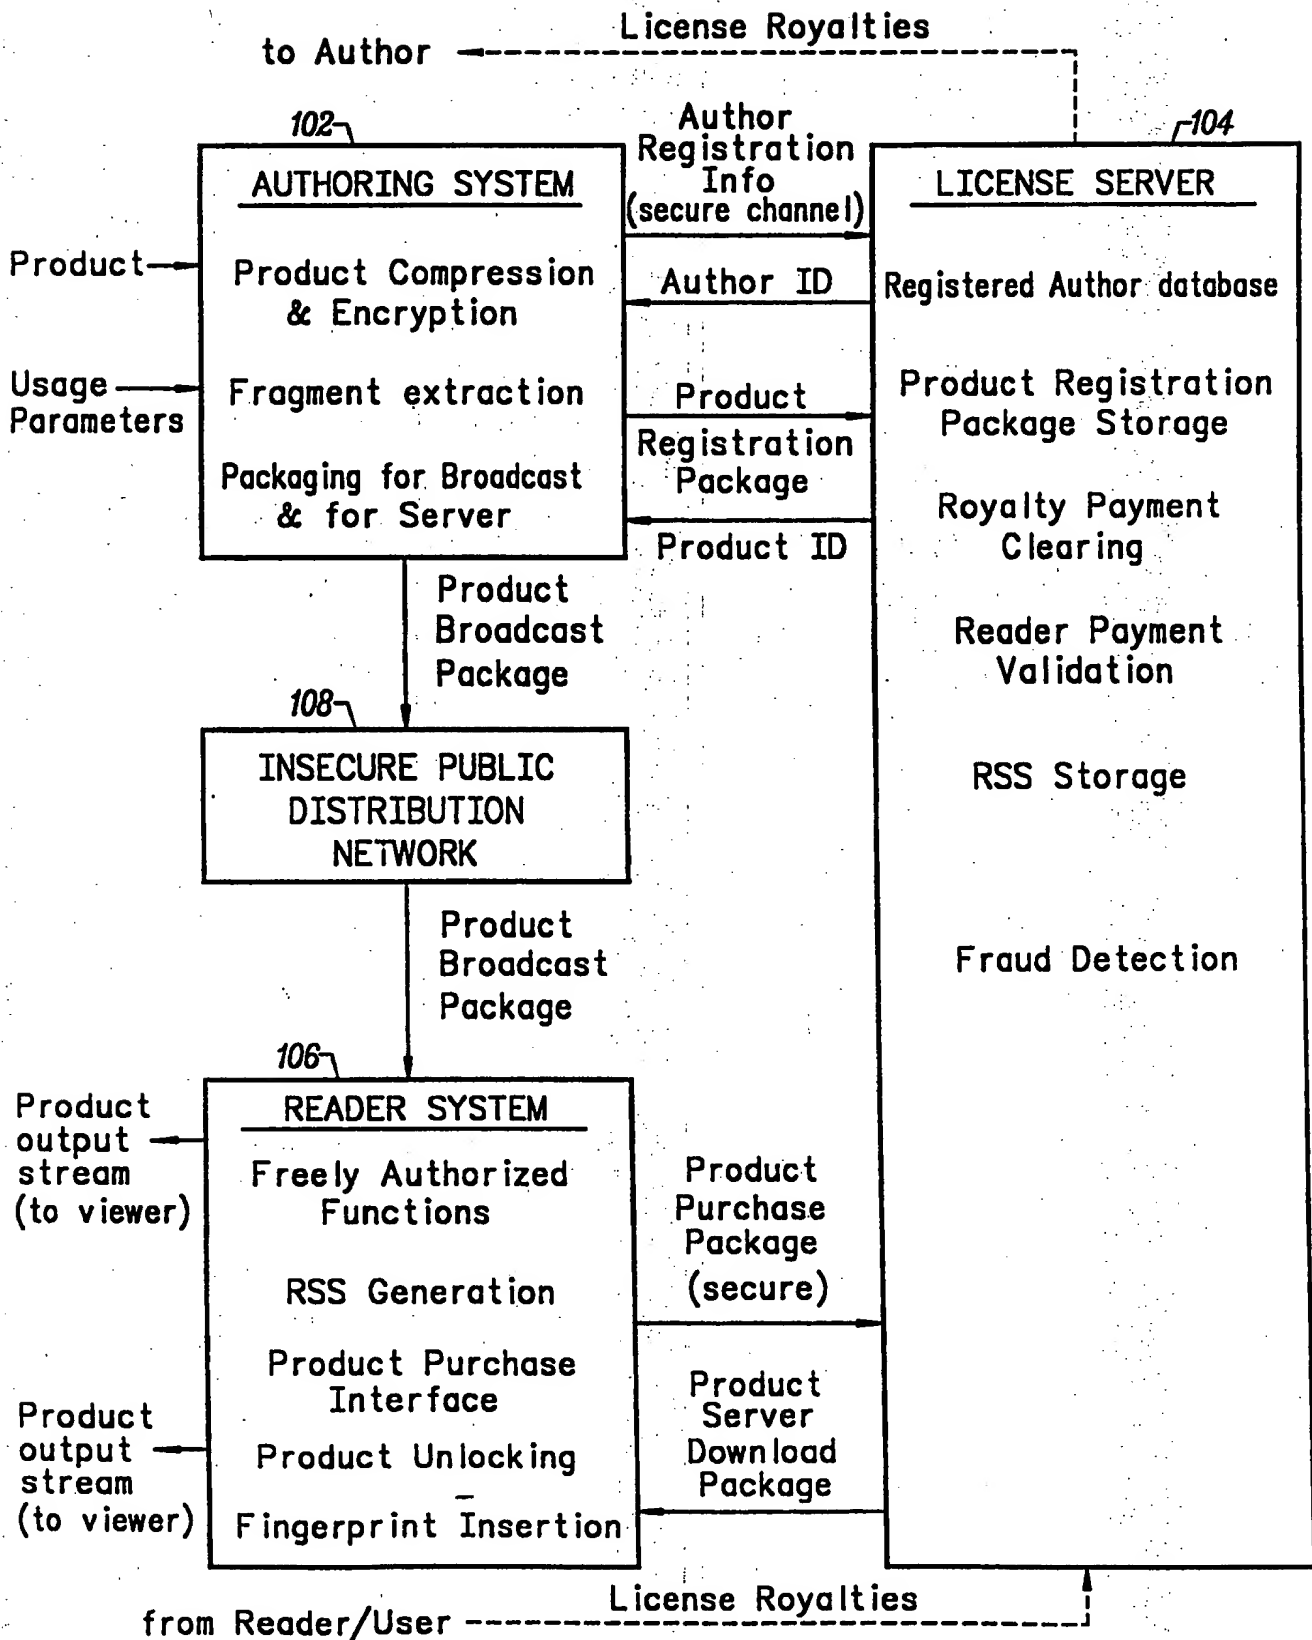 License Royalties
to Author
102
Author
Registration
Info
(secure channel)
104
AUTHORING SYSTEM
LICENSE SERVER
Product
Product Compression
& Encryption
Author ID
Registered Author database
Usage
Parameters
Fragment extraction
Product
Registration
Package
Product Registration
Package Storage
Packaging for Broadcast
& for Server
Product ID
Royalty Payment
Clearing
Product
Broadcast
Package
Reader Payment
Validation
108
INSECURE PUBLIC
DISTRIBUTION
NETWORK
RSS Storage
Product
Broadcast
Package
Fraud Detection
106
READER SYSTEM
Product
output
stream
(to viewer)
Freely Authorized
Functions
Product
Purchase
Package
(secure)
RSS Generation
Product Purchase
Interface
Product
Server
Download
Package
Product
output
stream
(to viewer)
Product Unlocking
Fingerprint Insertion
License Royalties
from Reader/User